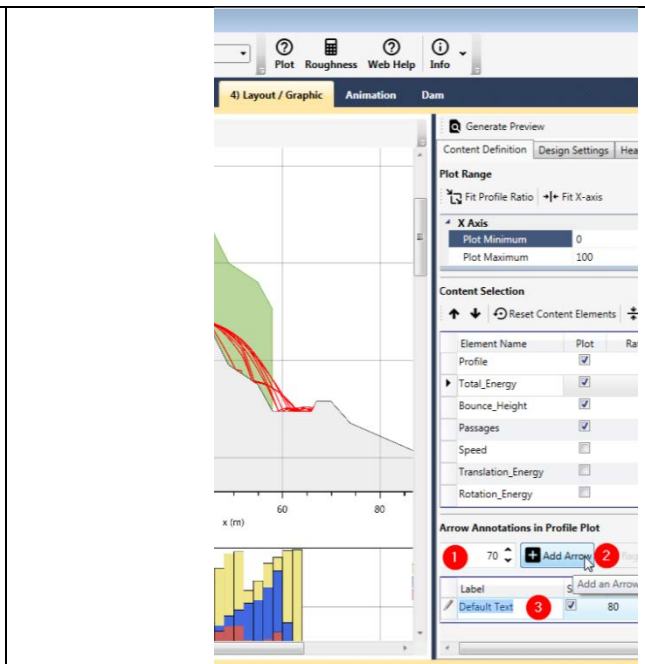 Plot Roughness Web Help Info
4) Layout / Graphic Animation Dam
Generate Preview
Content Definition Design Settings
Plot Range
Fit Profile Ratio Fit X-axis
X Axis
Plot Minimum 0
Plot Maximum 100
Content Selection
Reset Content Elements
Element Name Plot
Profile
Total_Energy
Bounce_Height
Passages
Speed
Translation_Energy
Rotation_Energy
60 80
x (m)
Arrow Annotations in Profile Plot
1 70 Add Arrow 2
Add an Arrow
Label
Default Text 3 80